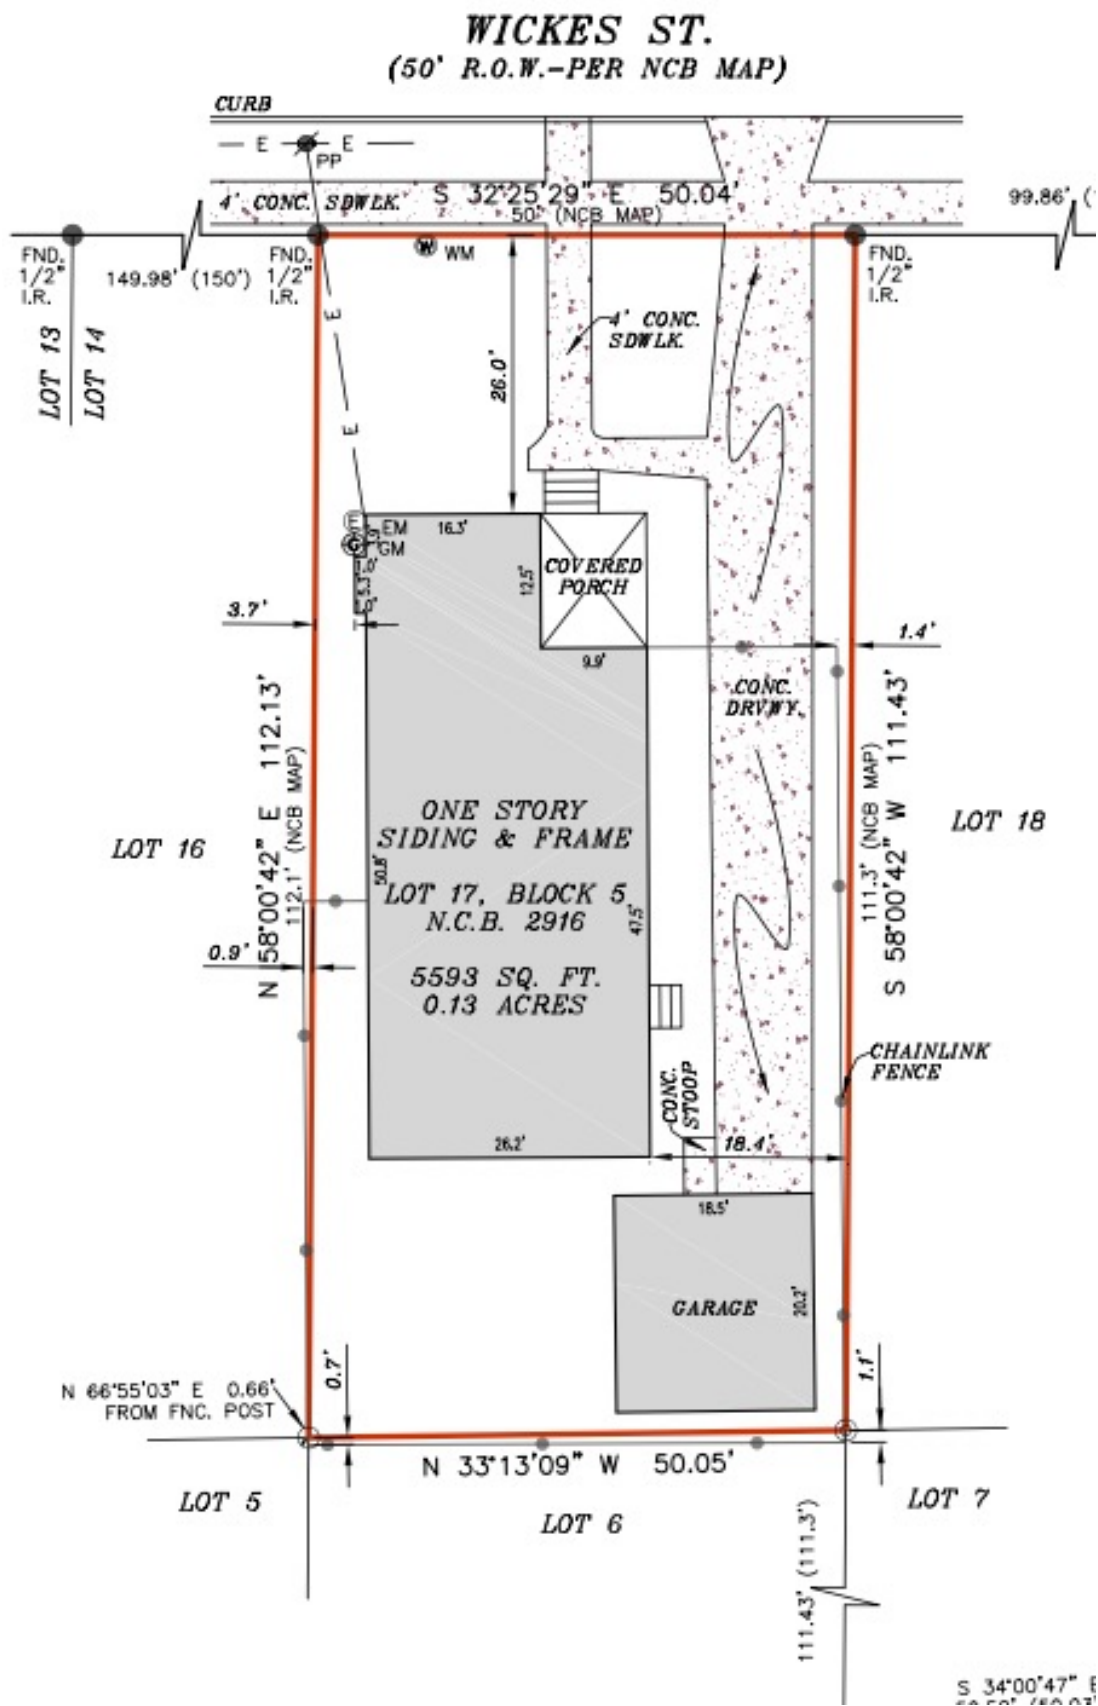 WICKES ST.
(50' R.O.W.-PER NCB MAP)
CURB
E
E
PP
4' CONC. SDWLK.
S 32°25'29" E 50.04'
50' (NCB MAP)
99.86'
FND.
1/2"
I.R.
149.98' (150')
FND.
1/2"
I.R.
W
WM
FND.
1/2"
I.R.
LOT 13
LOT 14
E
4' CONC.
SDWLK.
26.0'
E
E
EM
G
GM
16.3'
1.0'
5.3'
COVERED
PORCH
12.5'
3.7'
9.9'
1.4'
CONC.
DRVWY.
N 58°00'42" E 112.13'
112.1' (NCB MAP)
111.3' (NCB MAP)
S 58°00'42" W 111.43'
LOT 16
LOT 18
ONE STORY
SIDING & FRAME
50.8'
LOT 17, BLOCK 5
N.C.B. 2916
47.5'
5593 SQ. FT.
0.13 ACRES
0.9'
CHAINLINK
FENCE
CONC.
STOOP
26.2'
18.4'
18.5'
GARAGE
20.2'
0.7'
1.1'
N 66°55'03" E 0.66'
FROM FNC. POST
N 33°13'09" W 50.05'
LOT 5
LOT 6
LOT 7
111.43' (111.3')
S 34°00'47"